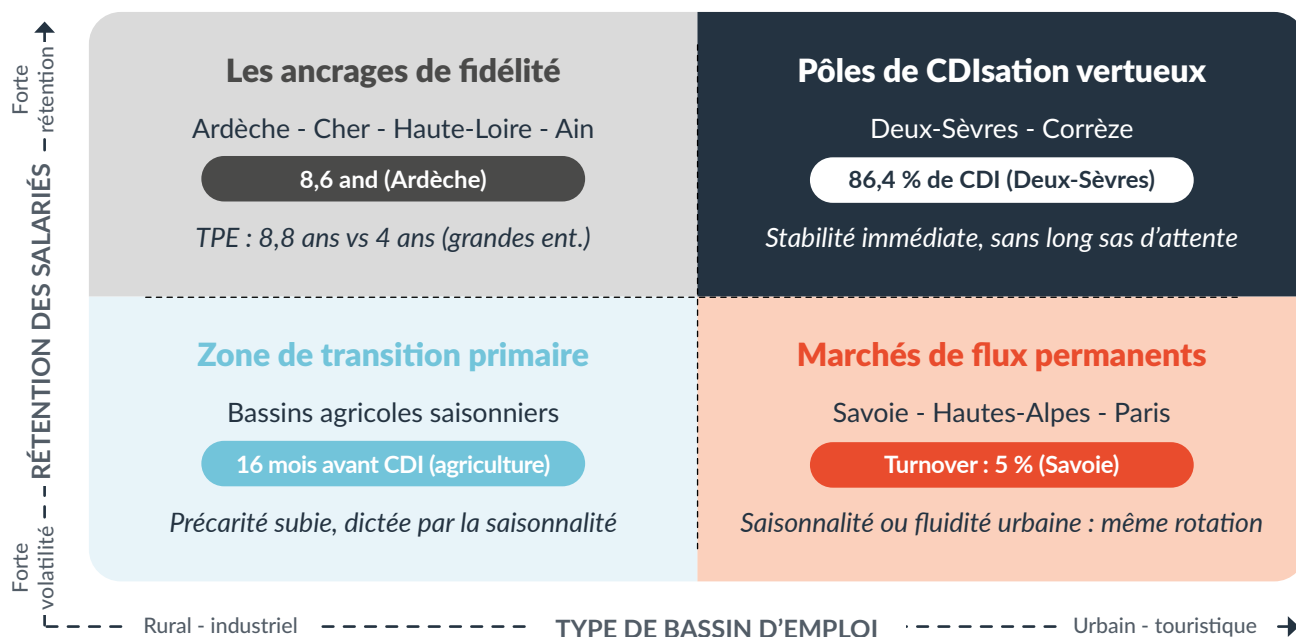 Forte
rétention
RÉTENTION DES SALARIÉS
Forte
volatilité
Les ancrages de fidélité
Ardèche - Cher - Haute-Loire - Ain
8,6 and (Ardèche)
TPE : 8,8 ans vs 4 ans (grandes ent.)
Pôles de CDIsation vertueux
Deux-Sèvres - Corrèze
86,4 % de CDI (Deux-Sèvres)
Stabilité immédiate, sans long sas d’attente
Zone de transition primaire
Bassins agricoles saisonniers
16 mois avant CDI (agriculture)
Précarité subie, dictée par la saisonnalité
Marchés de flux permanents
Savoie - Hautes-Alpes - Paris
Turnover : 5 % (Savoie)
Saisonnalité ou fluidité urbaine : même rotation
Rural - industriel
TYPE DE BASSIN D’EMPLOI
Urbain - touristique